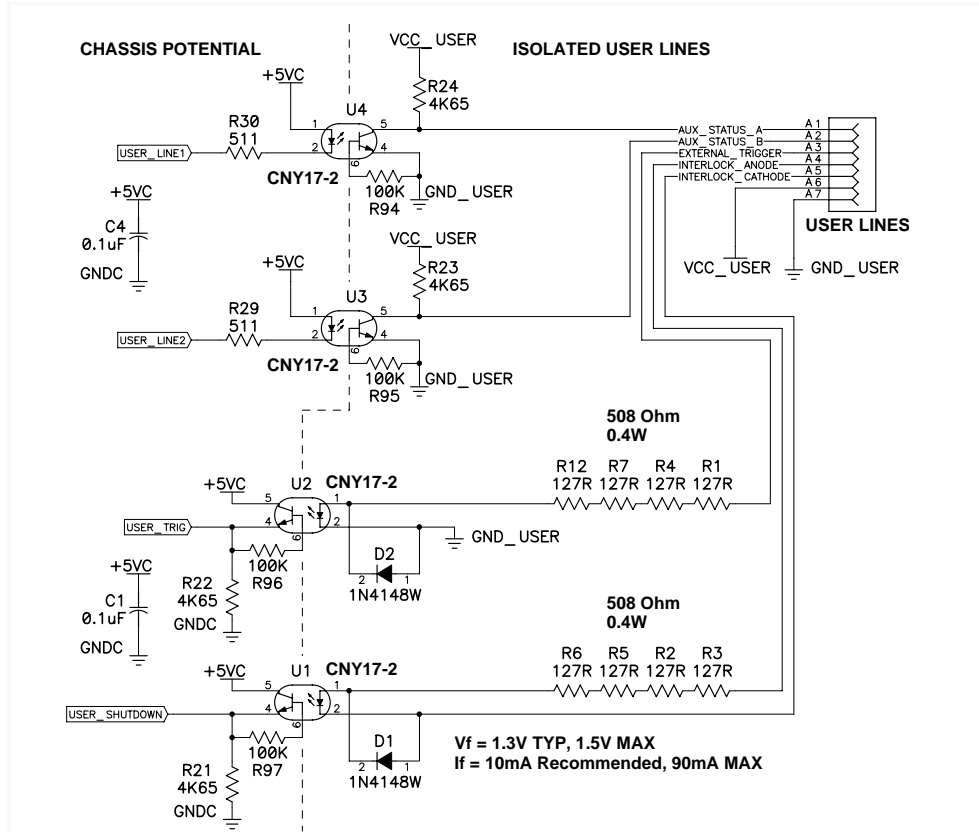 CHASSIS POTENTIAL
ISOLATED USER LINES
VCC_USER
+5VC
R24
4K65
U4
R30
511
1
5
USER_LINE1
2
4
6
CNY17-2
100K
R94
GND_USER
AUX_STATUS_A
AUX_STATUS_B
EXTERNAL_TRIGGER
INTERLOCK_ANODE
INTERLOCK_CATHODE
A1
A2
A3
A4
A5
A6
A7
USER LINES
VCC_USER
GND_USER
+5VC
C4
0.1uF
GNDC
VCC_USER
+5VC
R23
4K65
U3
R29
511
1
5
USER_LINE2
2
4
6
CNY17-2
100K
R95
GND_USER
508 Ohm
0.4W
R12 R7 R4 R1
127R 127R 127R 127R
U2
CNY17-2
+5VC
5
1
USER_TRIG
4
2
6
GND_USER
100K
R96
D2
2 1
1N4148W
+5VC
C1
0.1uF
GNDC
R22
4K65
GNDC
508 Ohm
0.4W
R6 R5 R2 R3
127R 127R 127R 127R
U1
CNY17-2
+5VC
5
1
USER_SHUTDOWN
4
2
6
100K
R97
D1
2 1
1N4148W
R21
4K65
GNDC
Vf = 1.3V TYP, 1.5V MAX
If = 10mA Recommended, 90mA MAX